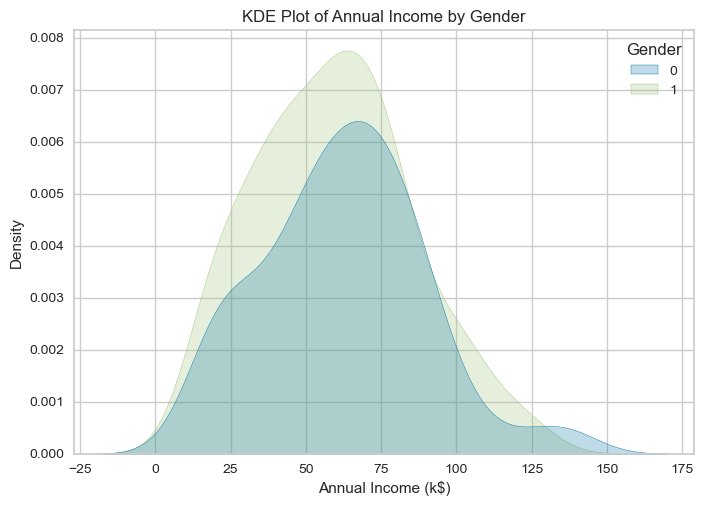 KDE Plot of Annual Income by Gender
0.008
0.007
0.006
0.005
0.004
0.003
0.002
0.001
0.000
Density
Gender
0
1
−25 0 25 50 75 100 125 150 175
Annual Income (k$)